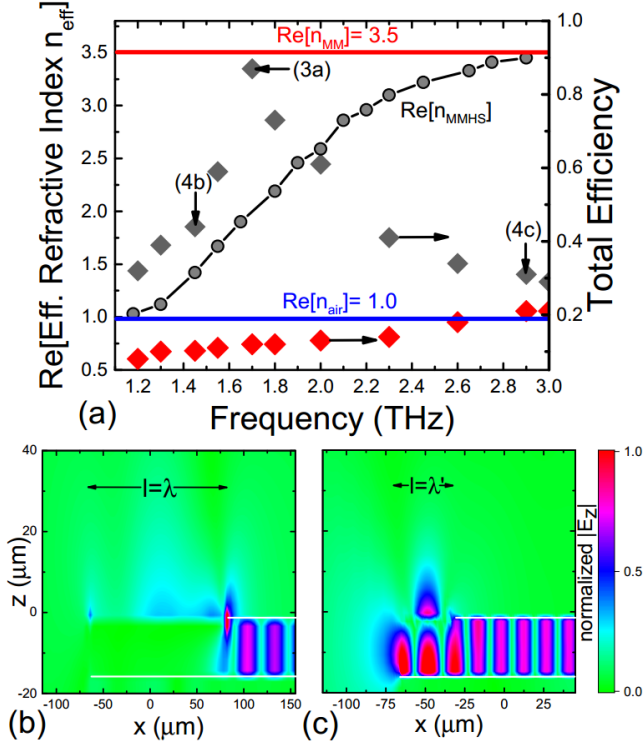 Re[Eff. Refractive Index n_eff]
3.5
3.0
2.5
2.0
1.5
1.0
0.5
Re[n_MM]= 3.5
(3a)
Re[n_MMHS]
(4b)
(4c)
Re[n_air]= 1.0
1.0
0.8
0.6
0.4
0.2
Total Efficiency
1.2 1.4 1.6 1.8 2.0 2.2 2.4 2.6 2.8 3.0
(a) Frequency (THz)
z (μm)
40
20
0
-20
l=λ
-100 -50 0 50 100 150
(b) x (μm)
l=λ'
-100 -75 -50 -25 0 25
(c) x (μm)
normalized |E_z|
1.0
0.5
0.0